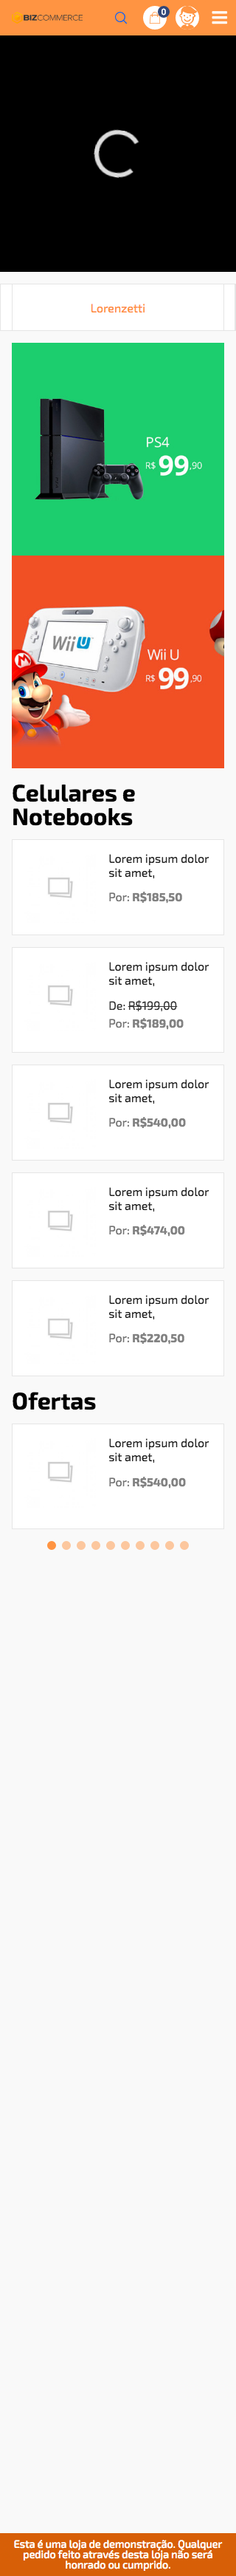 BIZCOMMERCE
0
Lorenzetti
PS4
R$ 99,90
Wii U
Wii U
R$ 99,90
Celulares e
Notebooks
Lorem ipsum dolor
sit amet,
Por: R$185,50
Lorem ipsum dolor
sit amet,
De: R$199,00
Por: R$189,00
Lorem ipsum dolor
sit amet,
Por: R$540,00
Lorem ipsum dolor
sit amet,
Por: R$474,00
Lorem ipsum dolor
sit amet,
Por: R$220,50
Ofertas
Lorem ipsum dolor
sit amet,
Por: R$540,00
Esta é uma loja de demonstração. Qualquer
pedido feito através desta loja não será
honrado ou cumprido.